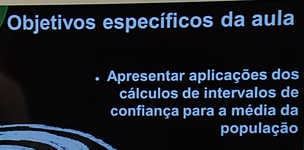 Objetivos específicos da aula
• Apresentar aplicações dos
cálculos de intervalos de
confiança para a média da
população